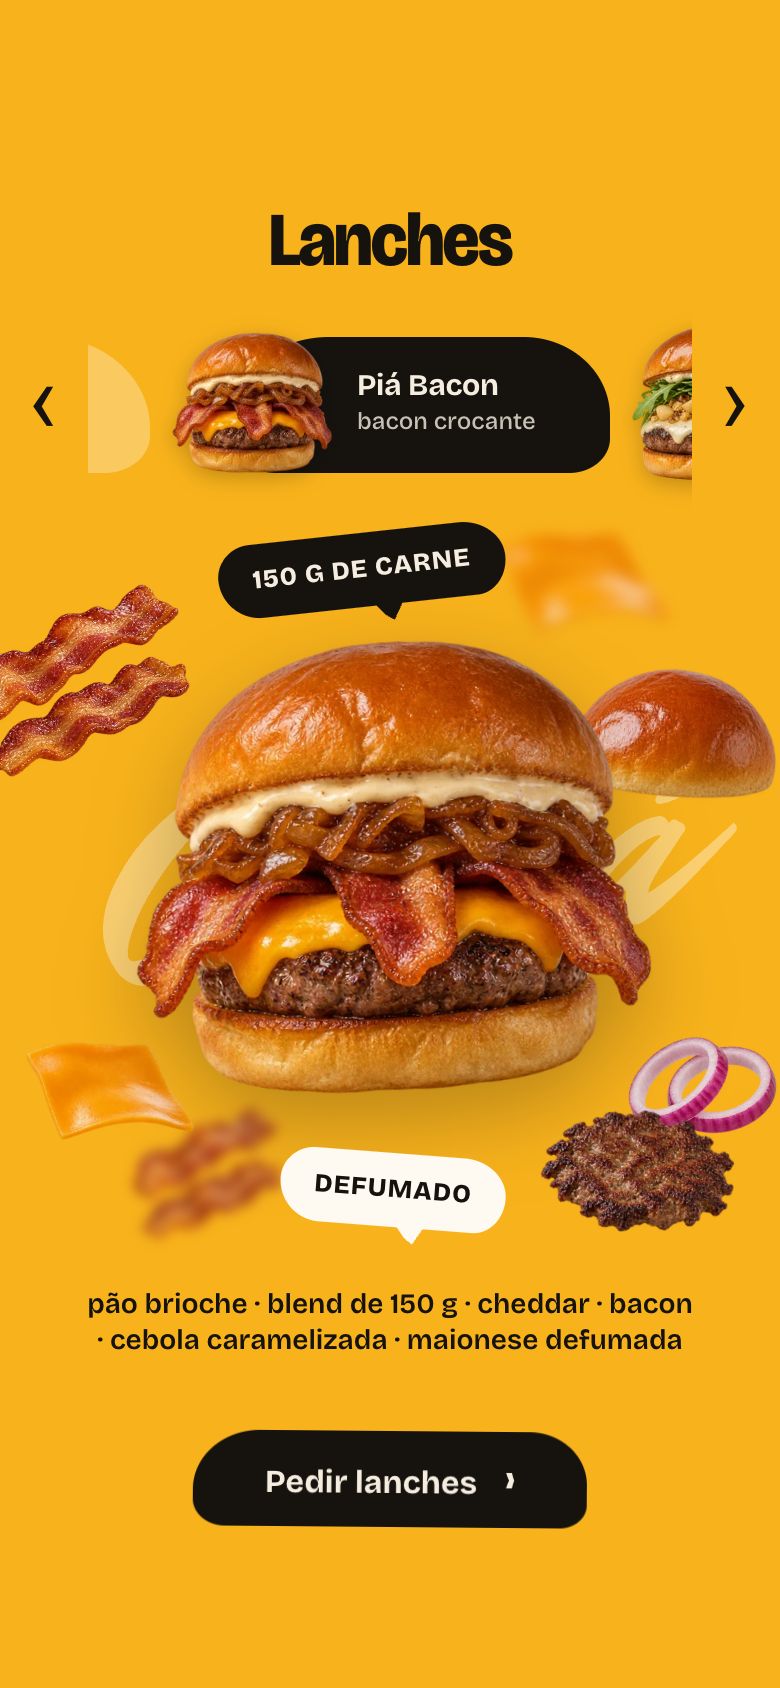 Lanches
Piá Bacon
bacon crocante
150 G DE CARNE
DEFUMADO
pão brioche · blend de 150 g · cheddar · bacon
· cebola caramelizada · maionese defumada
Pedir lanches